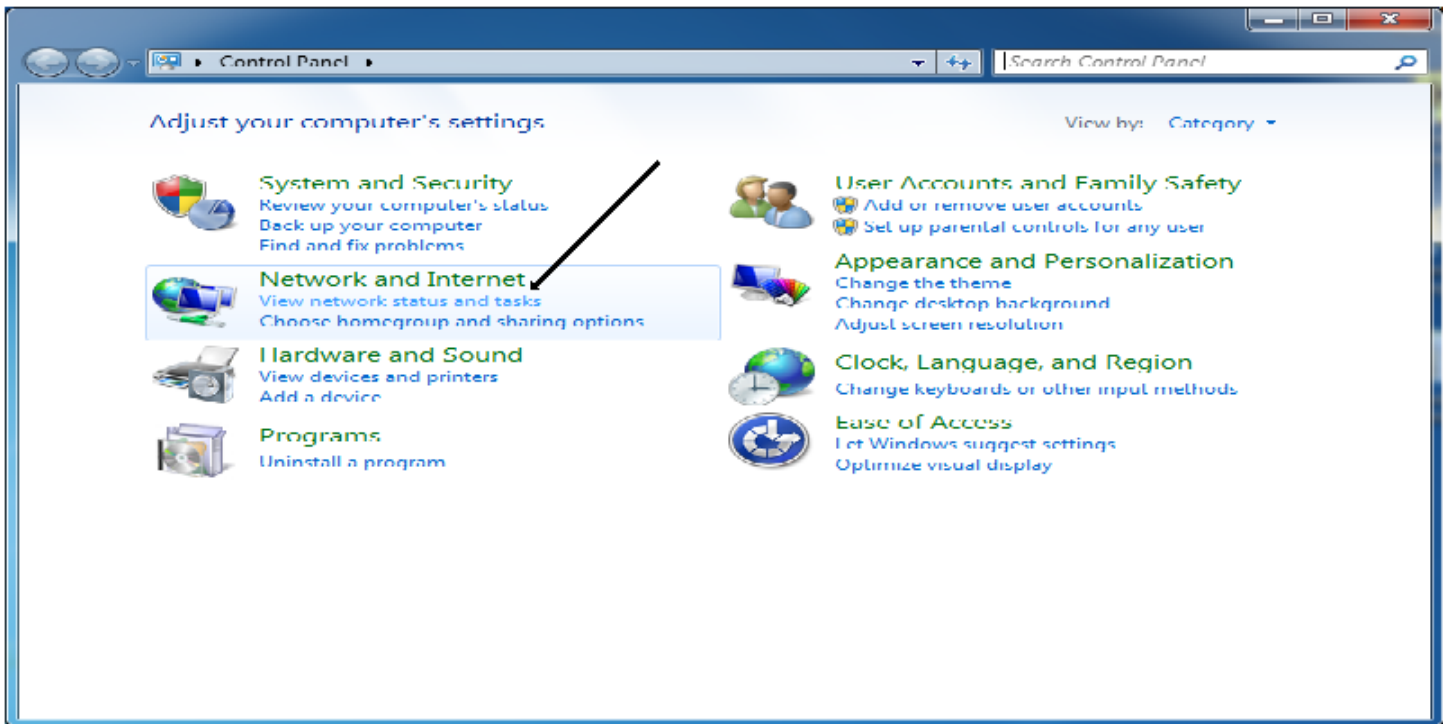 Control Panel
Search Control Panel
Adjust your computer's settings
View by: Category
System and Security
Review your computer's status
Back up your computer
Find and fix problems
Network and Internet
View network status and tasks
Choose homegroup and sharing options
Hardware and Sound
View devices and printers
Add a device
Programs
Uninstall a program
User Accounts and Family Safety
Add or remove user accounts
Set up parental controls for any user
Appearance and Personalization
Change the theme
Change desktop background
Adjust screen resolution
Clock, Language, and Region
Change keyboards or other input methods
Ease of Access
Let Windows suggest settings
Optimize visual display